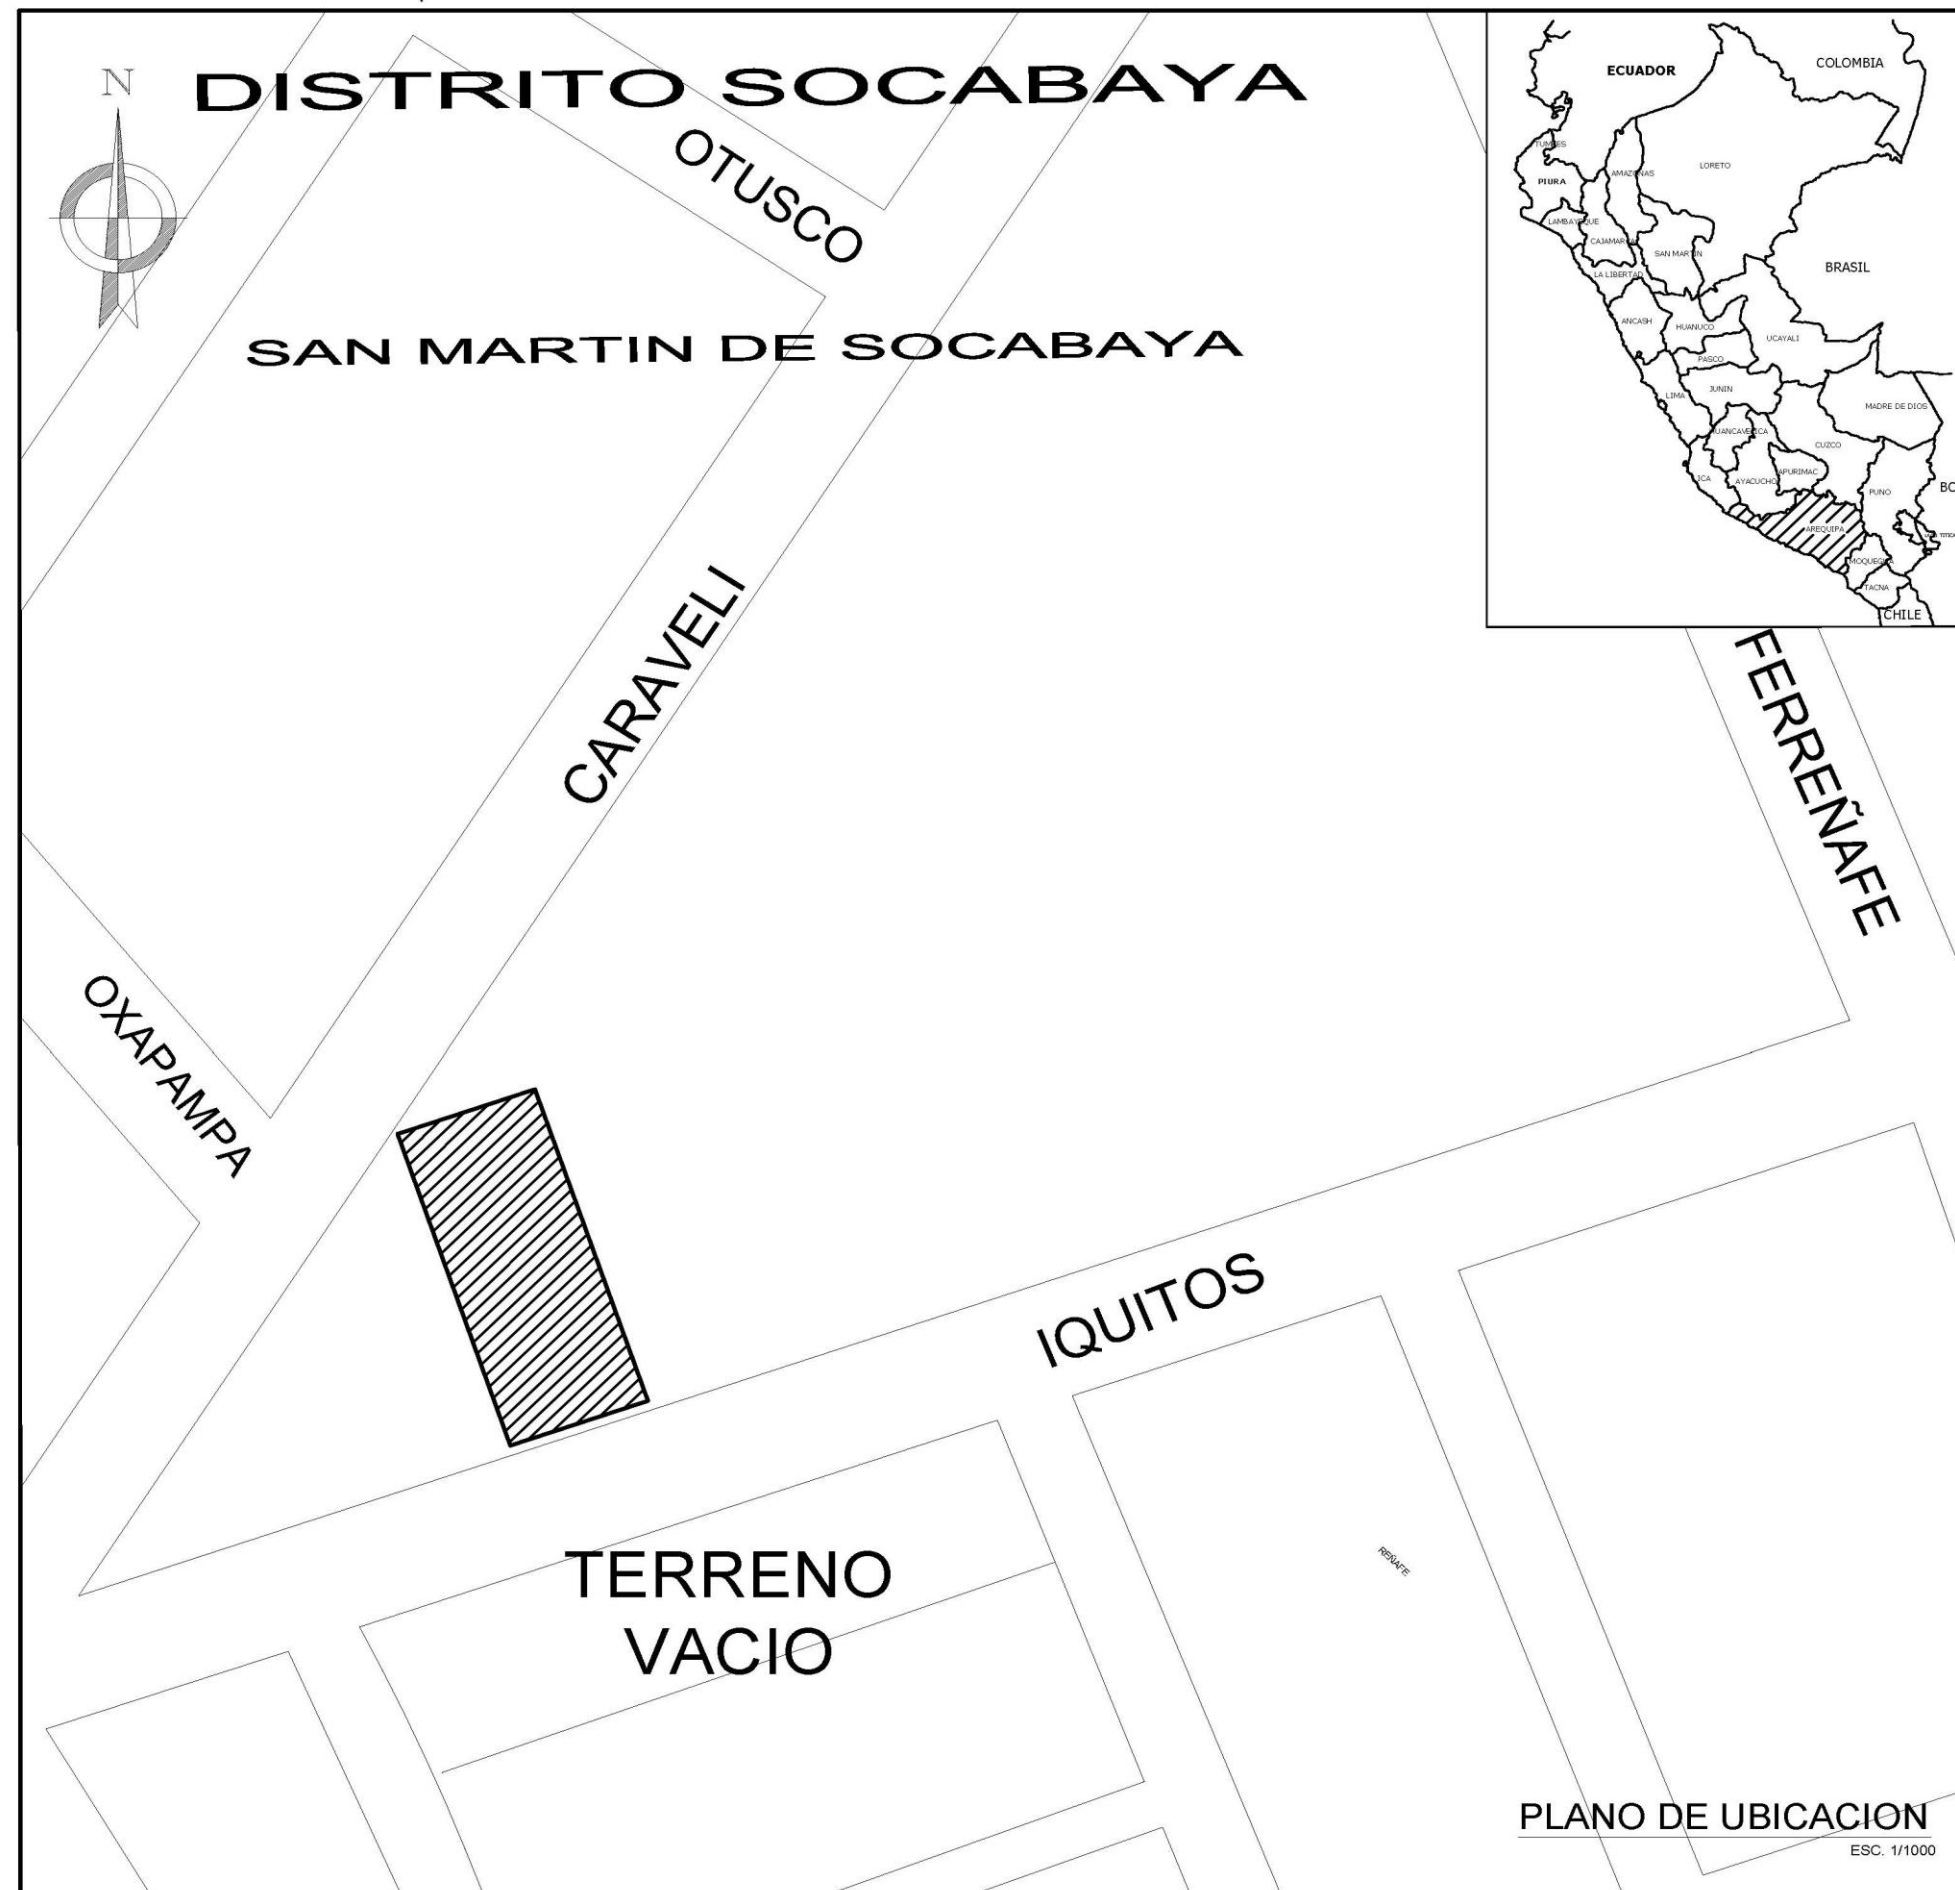 N
DISTRITO SOCABAYA
OTUSCO
SAN MARTIN DE SOCABAYA
CARAVELI
FERREÑAFE
OXAPAMPA
IQUITOS
TERRENO
VACIO
REÑAFE
PLANO DE UBICACION
ESC. 1/1000
ECUADOR
COLOMBIA
TUMBES
LORETO
AMAZONAS
PIURA
LAMBAYEQUE
CAJAMARCA
SAN MARTIN
LA LIBERTAD
BRASIL
ANCASH
HUANUCO
UCAYALI
PASCO
JUNIN
LIMA
MADRE DE DIOS
HUANCAVELICA
CUZCO
APURIMAC
ICA
AYACUCHO
PUNO
BO
AREQUIPA
MOQUEGUA
TACNA
CHILE